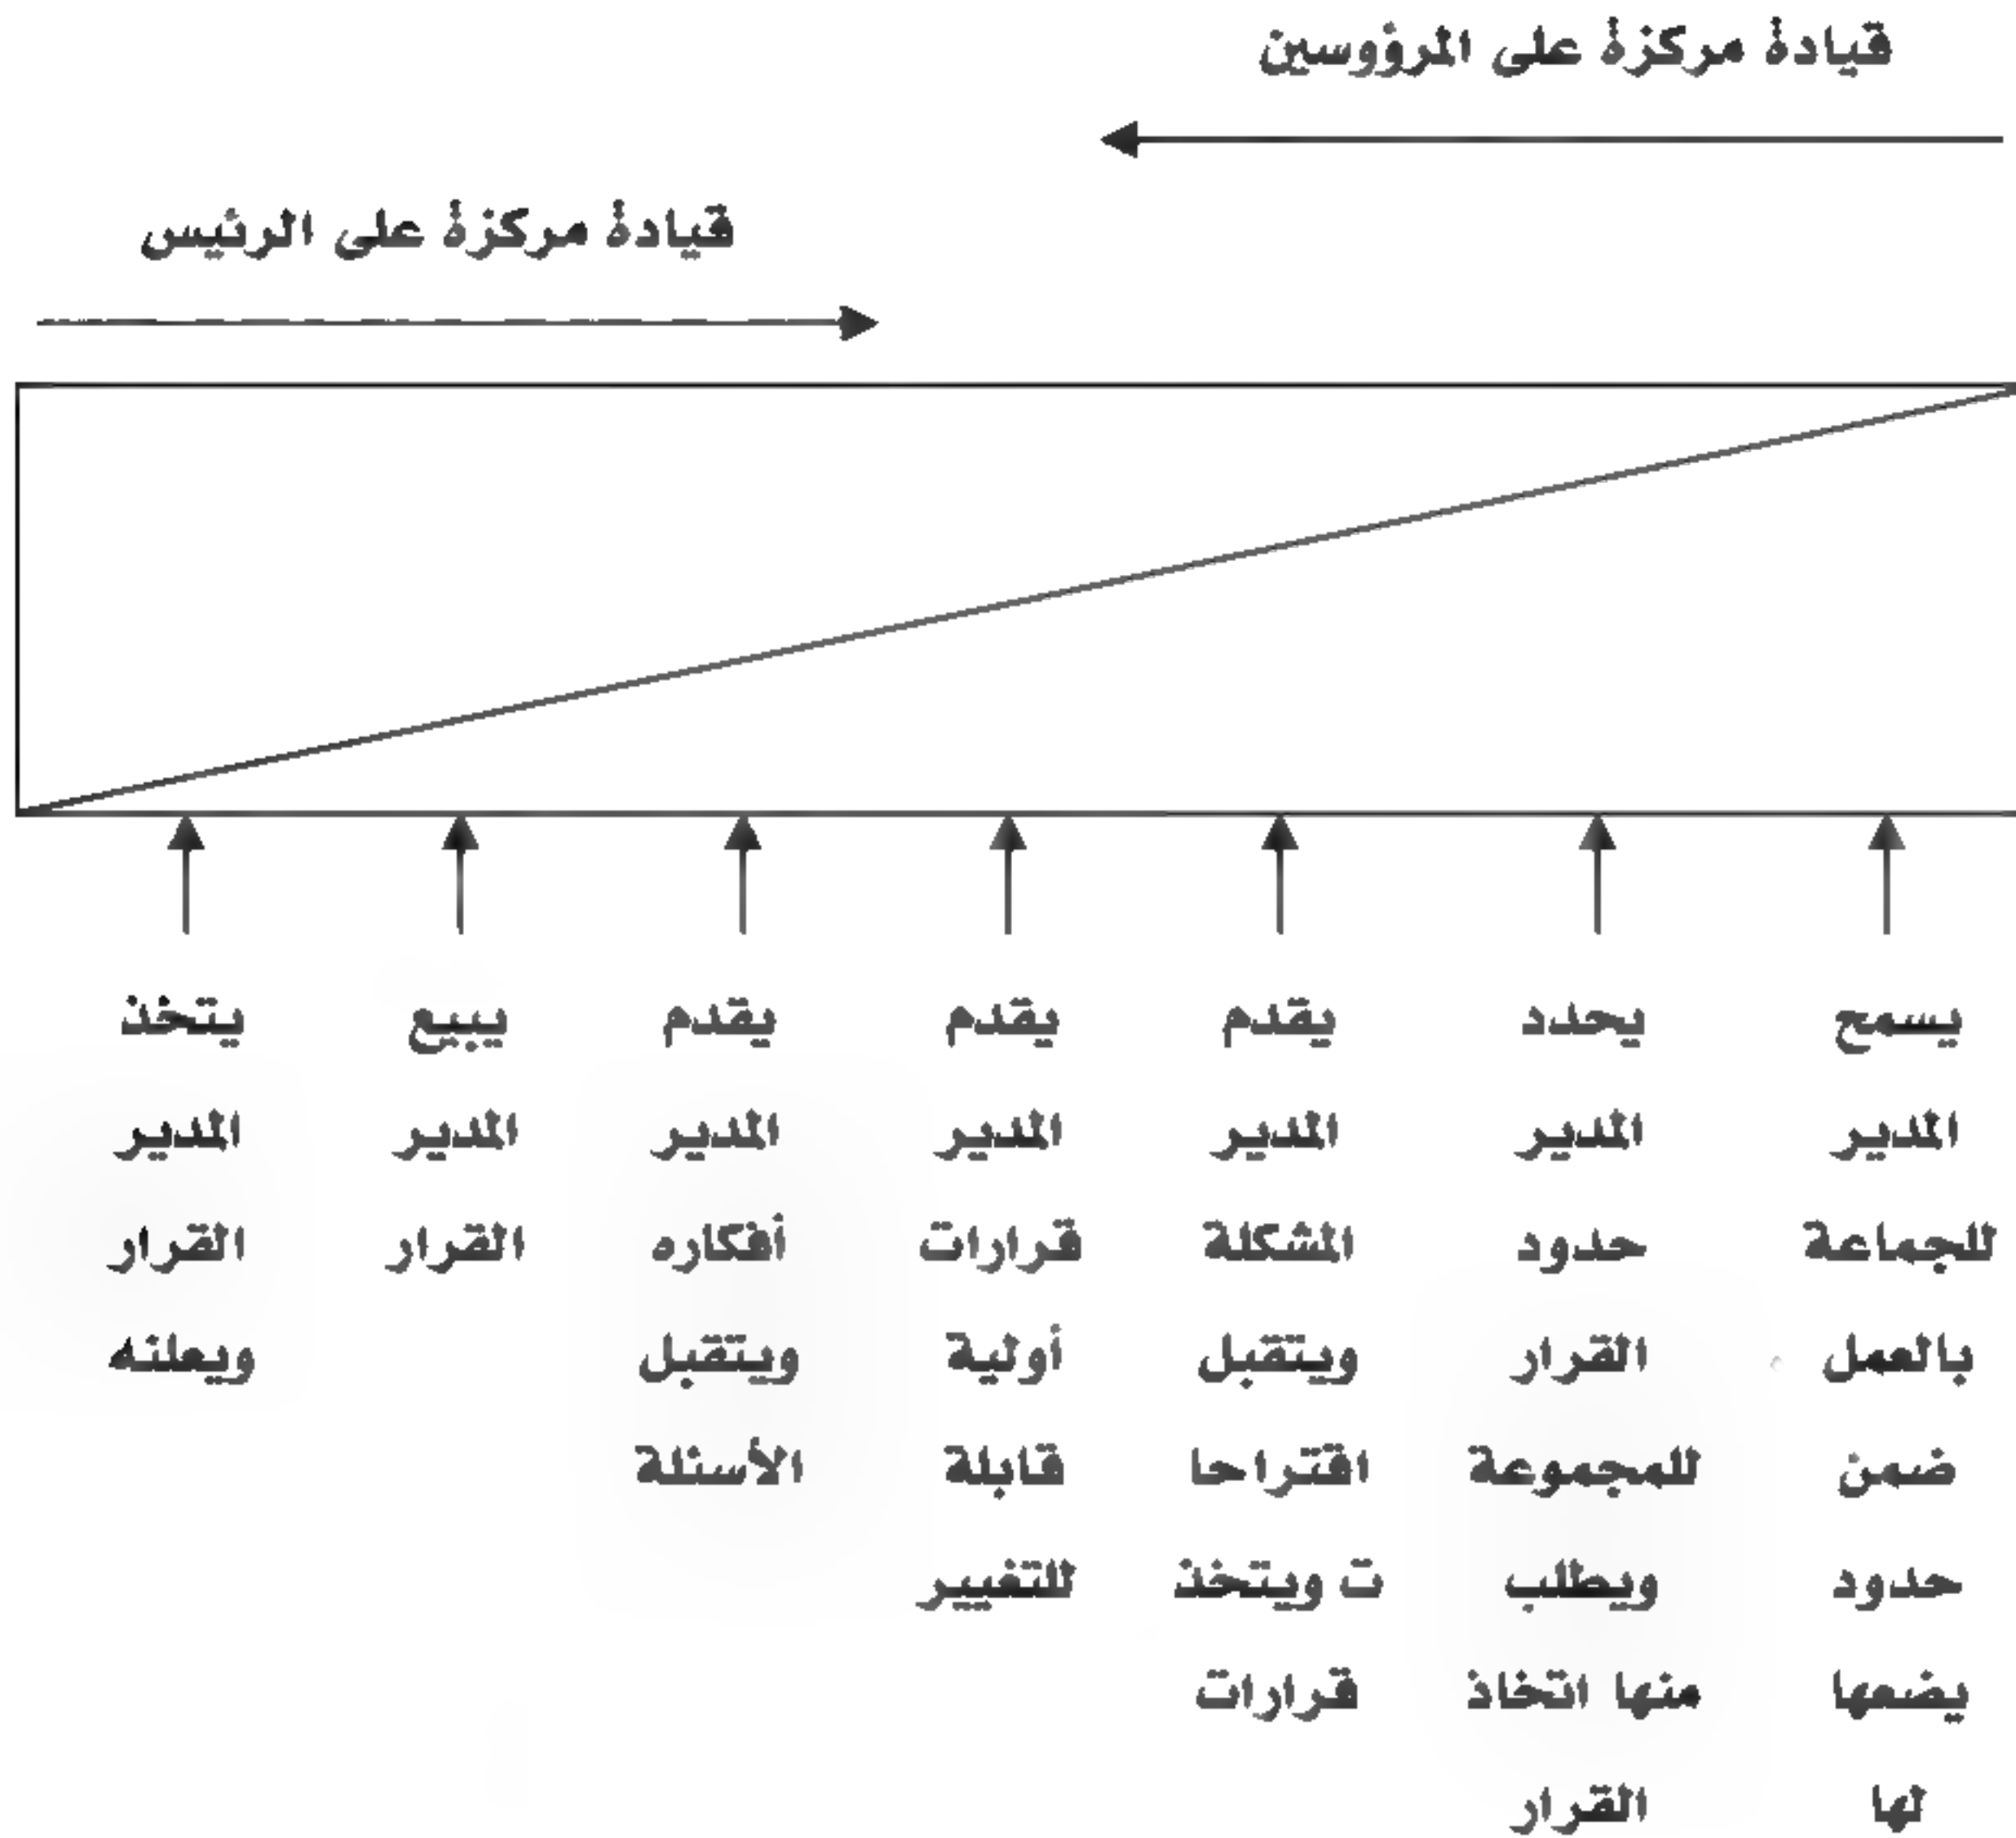 قيادة مركزة على المرؤوسين
قيادة مركزة على الرئيس
يسمح
المدير
للجماعة
بالعمل
ضمن
حدود
يضعها
لها
يحدد
المدير
حدود
القرار
للمجموعة
ويطلب
منها اتخاذ
القرار
يقدم
المدير
المشكلة
ويتقبل
اقتراحا
ت ويتخذ
قرارات
يقدم
المدير
قرارات
أولية
قابلة
للتغيير
يقدم
المدير
أفكاره
ويتقبل
الأسئلة
يبيع
المدير
القرار
يتخذ
المدير
القرار
ويعلنه